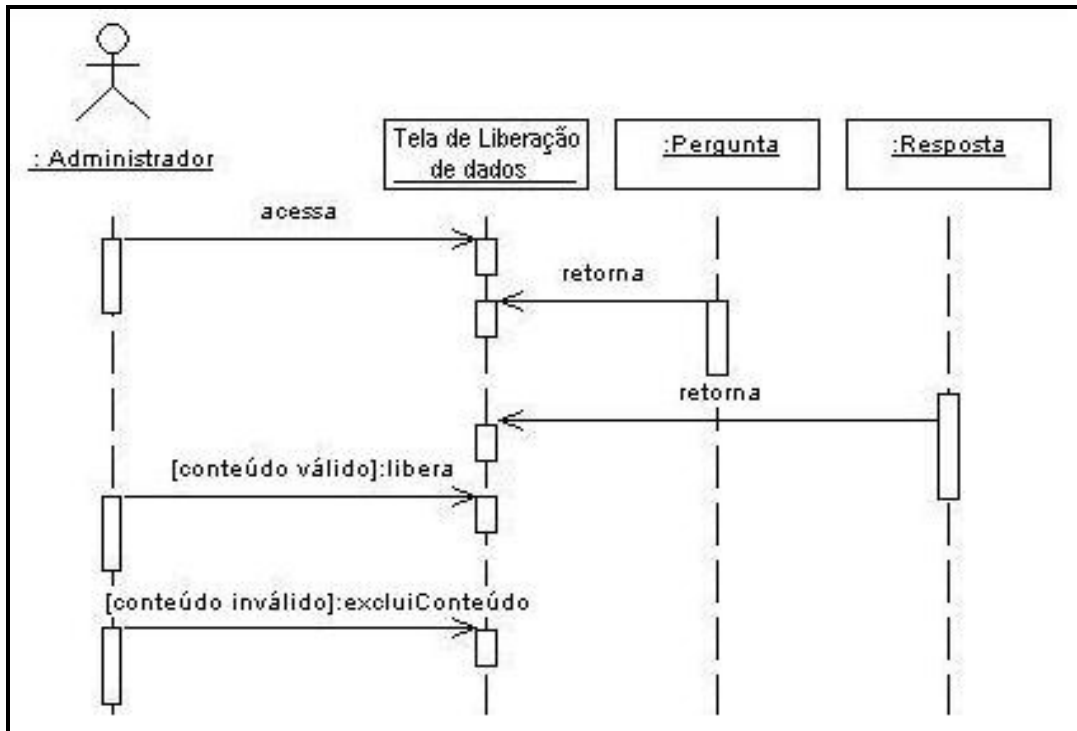 : Administrador
Tela de Liberação
de dados
:Pergunta
:Resposta
acessa
retorna
retorna
[conteúdo válido]:libera
[conteúdo inválido]:excluiConteúdo